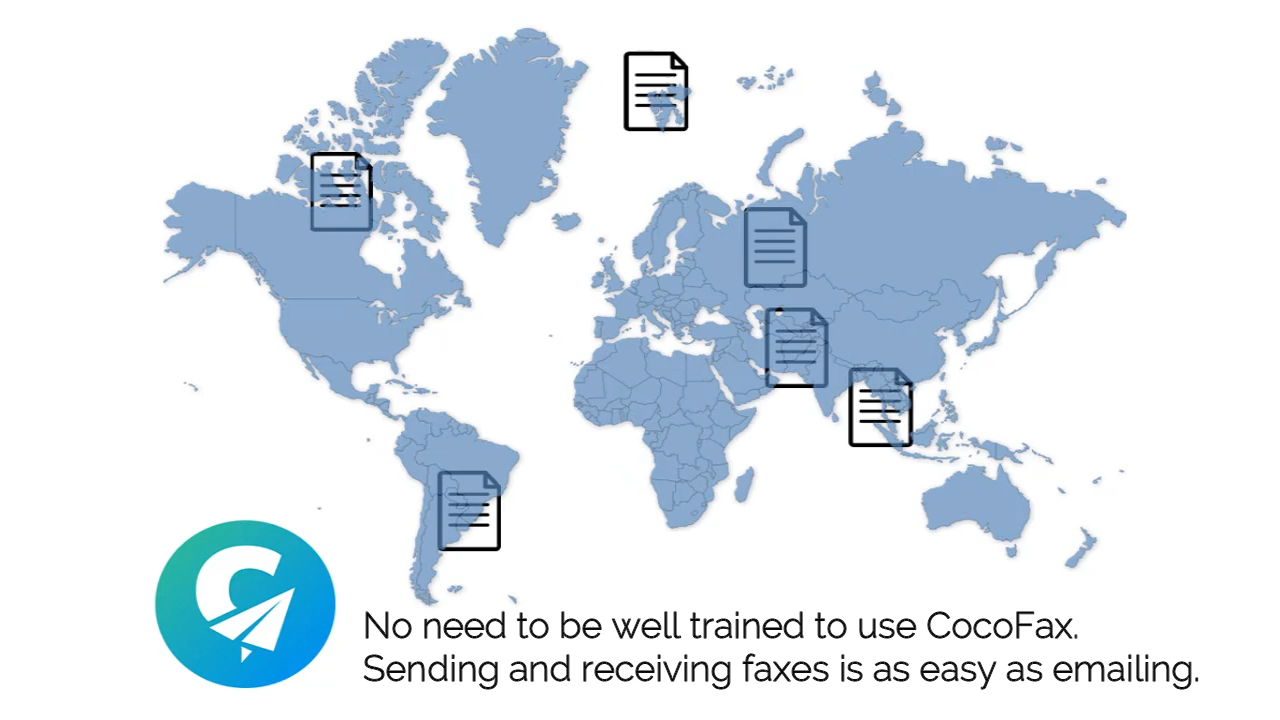 No need to be well trained to use CocoFax.
Sending and receiving faxes is as easy as emailing.